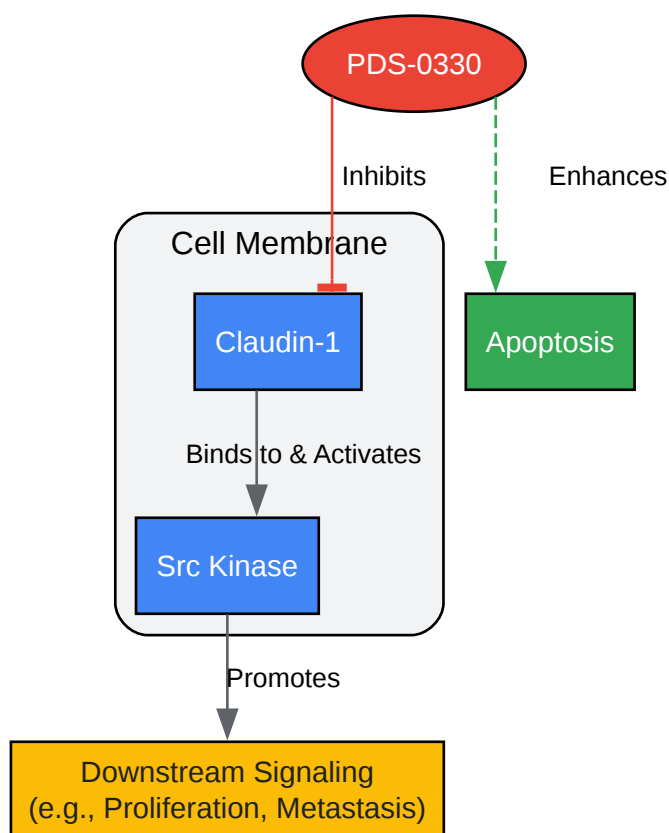 PDS-0330
Inhibits
Enhances
Cell Membrane
Claudin-1
Apoptosis
Binds to & Activates
Src Kinase
Promotes
Downstream Signaling
(e.g., Proliferation, Metastasis)